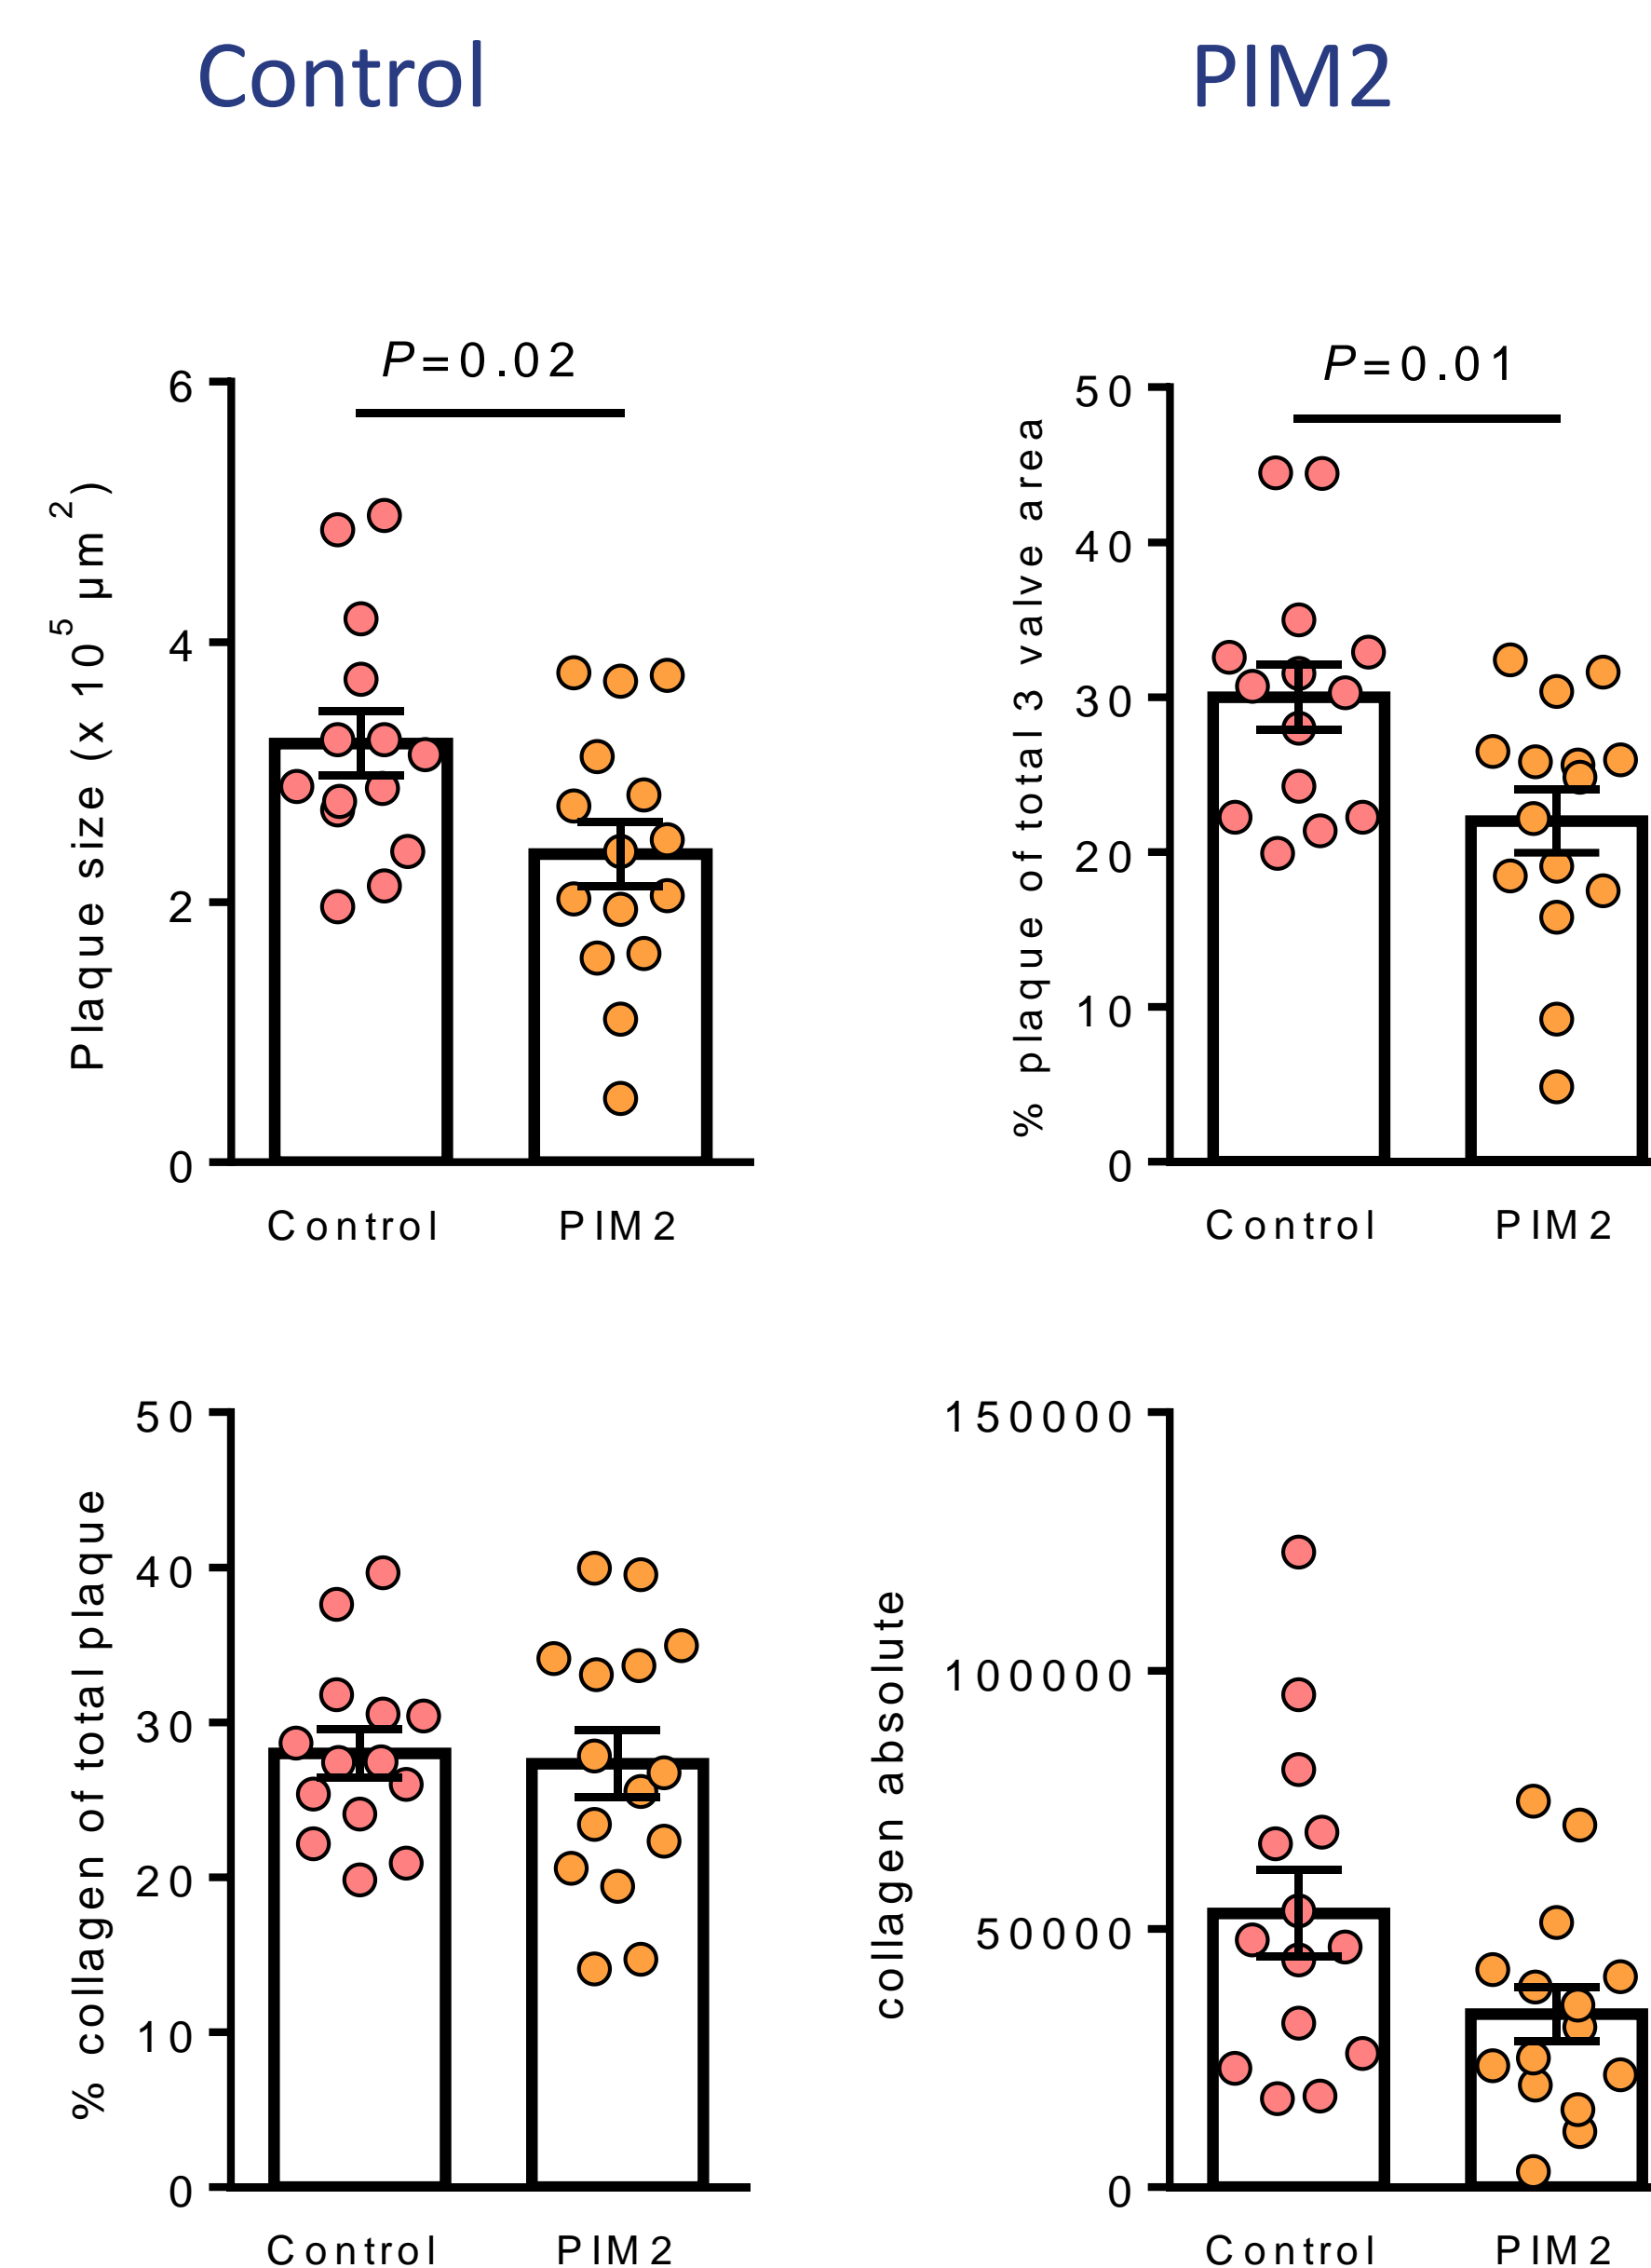 Control
PIM2
P=0.02
Plaque size (x 10⁵ µm²)
6
4
2
0
Control
PIM2
P=0.01
% plaque of total 3 valve area
50
40
30
20
10
0
Control
PIM2
% collagen of total plaque
50
40
30
20
10
0
Control
PIM2
collagen absolute
150000
100000
50000
0
Control
PIM2